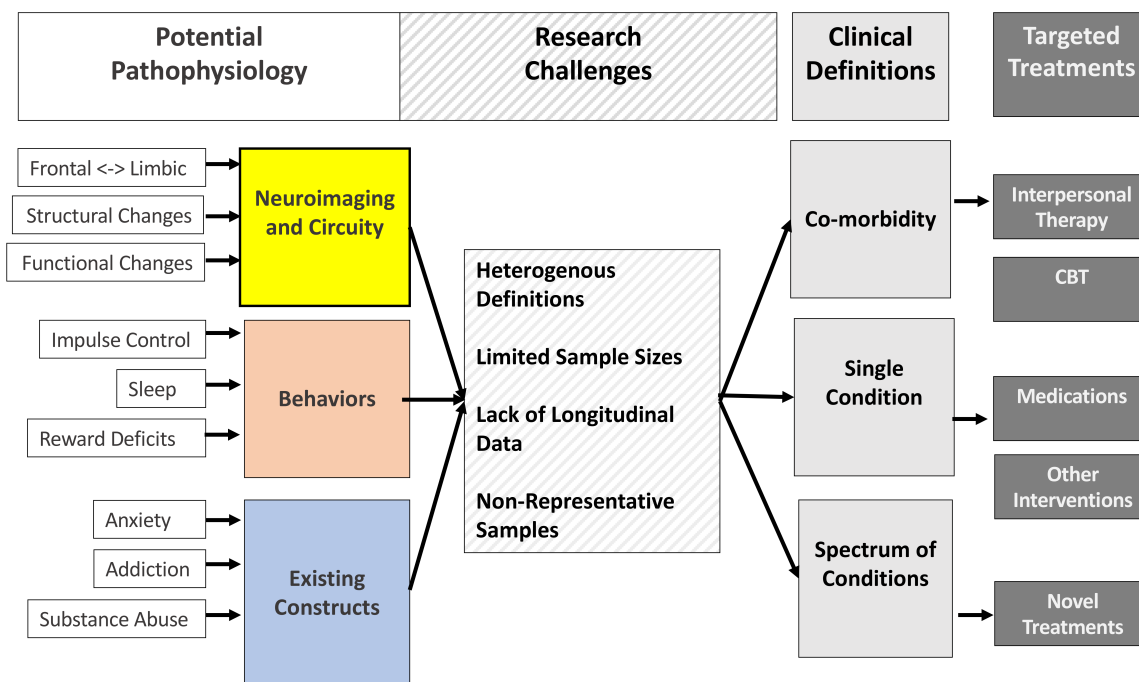 Potential
Pathophysiology
Research
Challenges
Clinical
Definitions
Targeted
Treatments
Frontal <-> Limbic
Structural Changes
Functional Changes
Neuroimaging
and Circuity
Impulse Control
Sleep
Reward Deficits
Behaviors
Anxiety
Addiction
Substance Abuse
Existing
Constructs
Heterogenous
Definitions
Limited Sample Sizes
Lack of Longitudinal
Data
Non-Representative
Samples
Co-morbidity
Single
Condition
Spectrum of
Conditions
Interpersonal
Therapy
CBT
Medications
Other
Interventions
Novel
Treatments